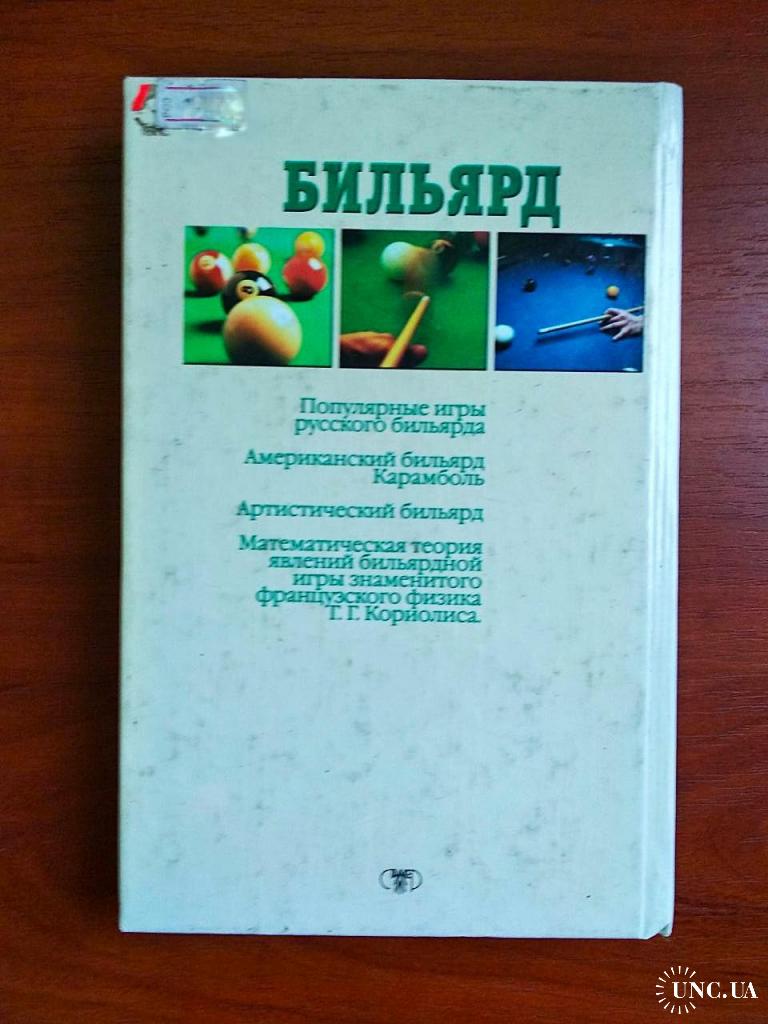 БИЛЬЯРД
Популярные игры
русского бильярда
Американский бильярд
Карамболь
Артистический бильярд
Математическая теория
явлений бильярдной
игры знаменитого
французского физика
Г. Г. Кориолиса.
UNC.UA